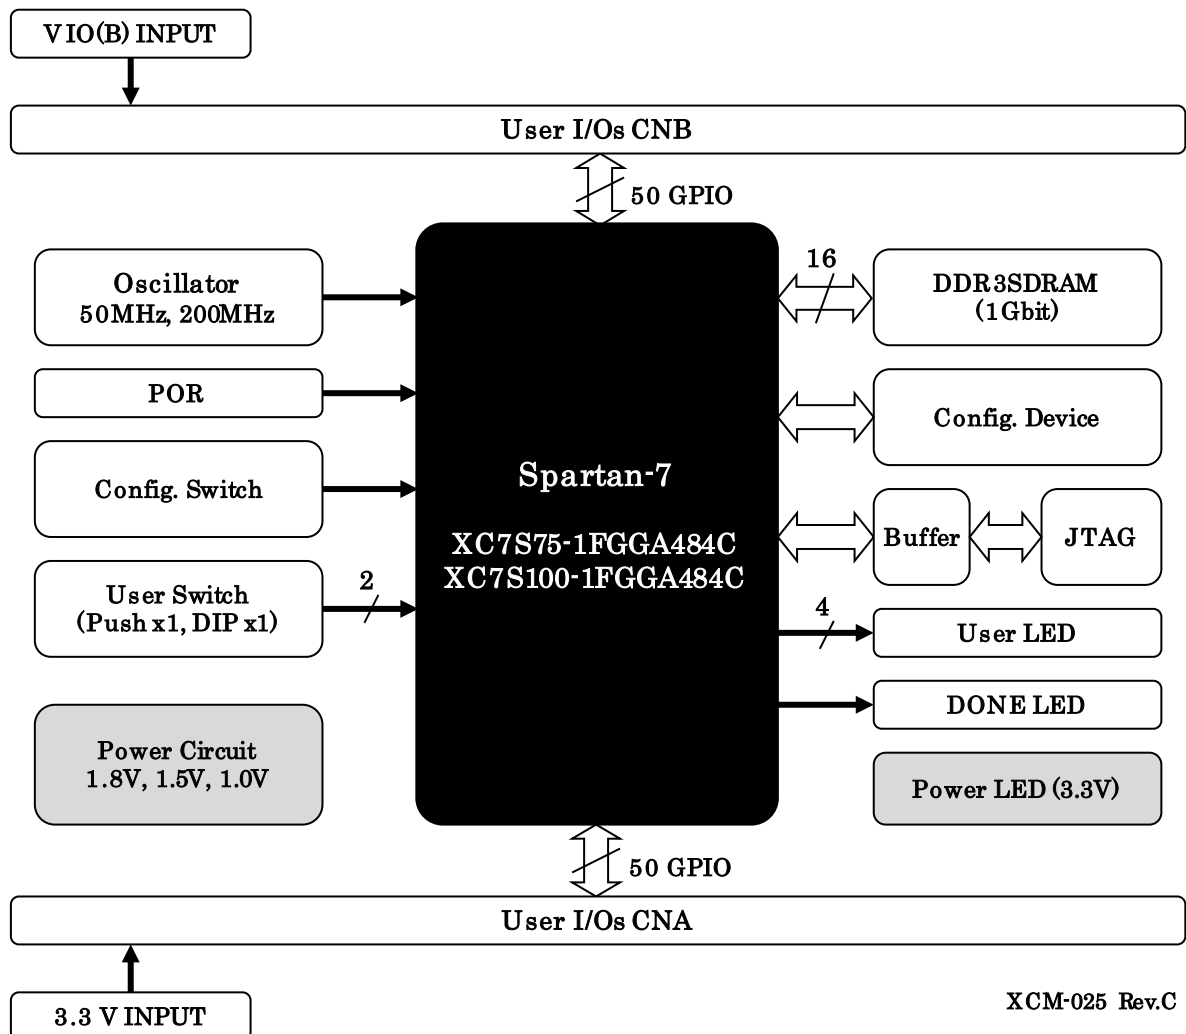 VIO(B) INPUT
User I/Os CNB
50 GPIO
Oscillator
50MHz, 200MHz
POR
Config. Switch
User Switch
(Push x1, DIP x1)
2
Power Circuit
1.8V, 1.5V, 1.0V
Spartan-7
XC7S75-1FGGA484C
XC7S100-1FGGA484C
16
DDR3SDRAM
(1Gbit)
Config. Device
Buffer
JTAG
4
User LED
DONE LED
Power LED (3.3V)
50 GPIO
User I/Os CNA
3.3 V INPUT
XCM-025 Rev.C